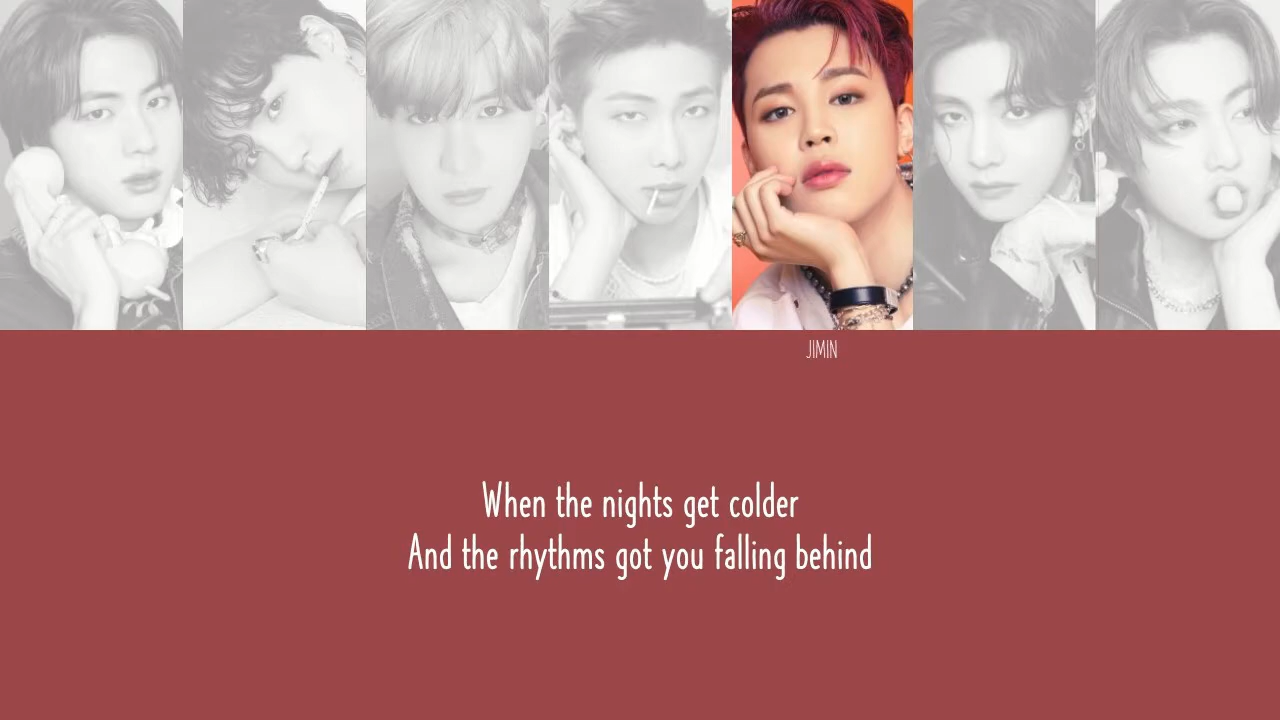 JIMIN
When the nights get colder
And the rhythms got you falling behind